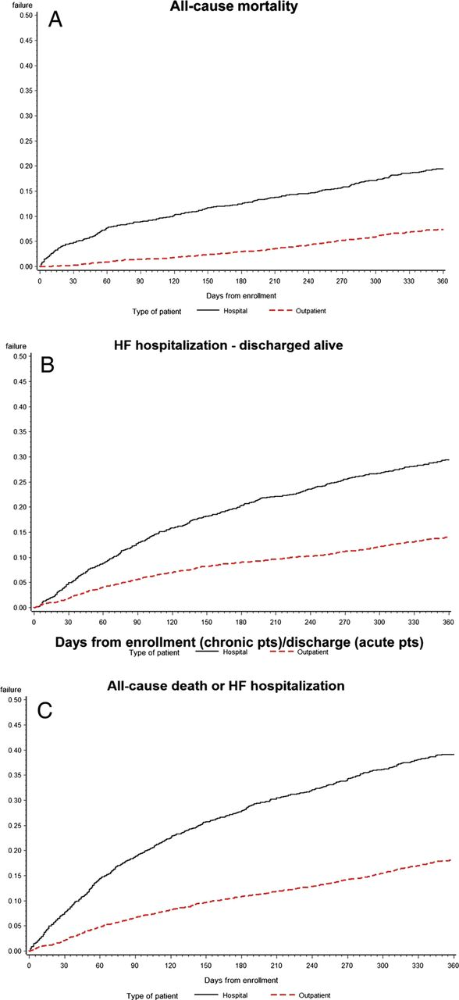 All-cause mortality
failure
A
0.50
0.45
0.40
0.35
0.30
0.25
0.20
0.15
0.10
0.05
0.00
0 30 60 90 120 150 180 210 240 270 300 330 360
Days from enrollment
Type of patient Hospital Outpatient
HF hospitalization - discharged alive
failure
B
0.50
0.45
0.40
0.35
0.30
0.25
0.20
0.15
0.10
0.05
0.00
0 30 60 90 120 150 180 210 240 270 300 330 360
Days from enrollment (chronic pts)/discharge (acute pts)
Type of patient Hospital Outpatient
All-cause death or HF hospitalization
failure
C
0.50
0.45
0.40
0.35
0.30
0.25
0.20
0.15
0.10
0.05
0.00
0 30 60 90 120 150 180 210 240 270 300 330 360
Days from enrollment
Type of patient Hospital Outpatient